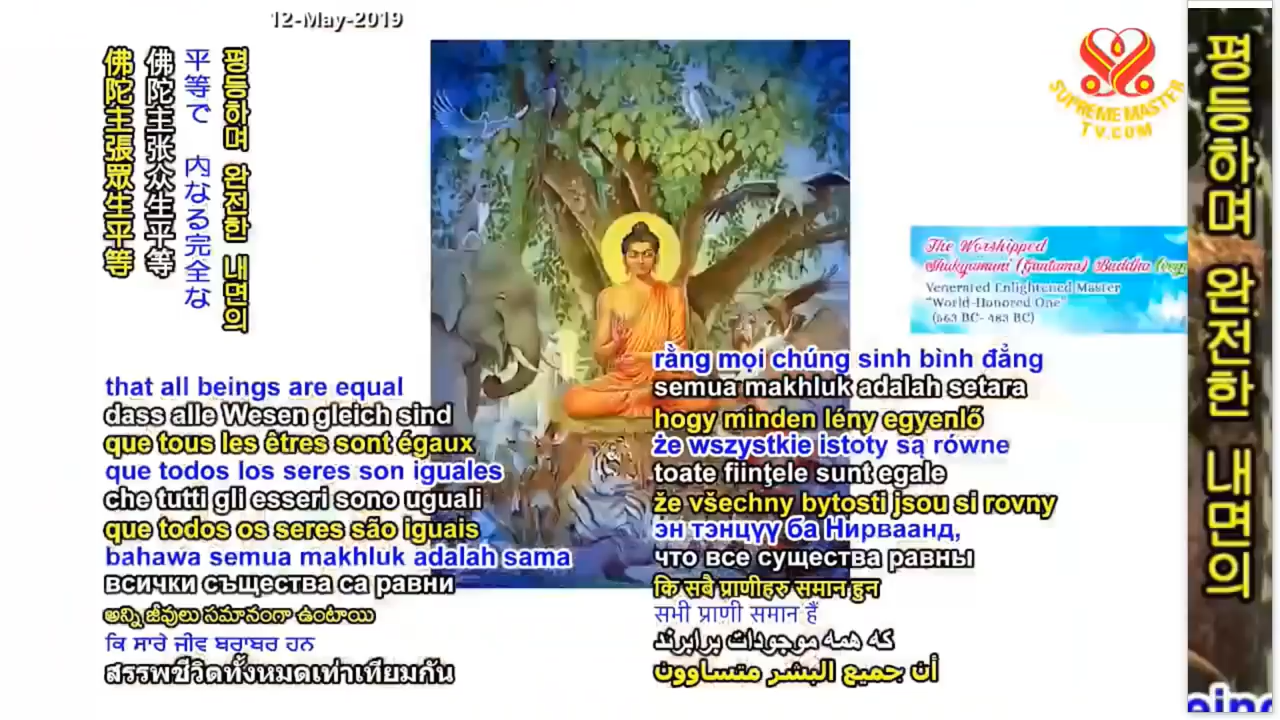 12-May-2019
평등하며 완전한 내면의
平等で 内なる完全な
佛陀主张众生平等
佛陀主張眾生平等
SUPREME MASTER
TV.COM
The Worshipped
Shakyamuni (Gautama) Buddha
Venerated Enlightened Master
“World-Honored One”
(563 BC- 483 BC)
that all beings are equal
dass alle Wesen gleich sind
que tous les êtres sont égaux
que todos los seres son iguales
che tutti gli esseri sono uguali
que todos os seres são iguais
bahawa semua makhluk adalah sama
всички същества са равни
అన్ని జీవులు సమానంగా ఉంటాయి
ਕਿ ਸਾਰੇ ਜੀਵ ਬਰਾਬਰ ਹਨ
สรรพชีวิตทั้งหมดเท่าเทียมกัน
rằng mọi chúng sinh bình đẳng
semua makhluk adalah setara
hogy minden lény egyenlő
że wszystkie istoty są równe
toate fiinţele sunt egale
že všechny bytosti jsou si rovny
эн тэнцүү ба Нирваанд,
что все существа равны
कि सबै प्राणीहरु समान हुन
सभी प्राणी समान हैं
که همه موجودات برابرند
أن جميع البشر متساوون
평등하며 완전한 내면의